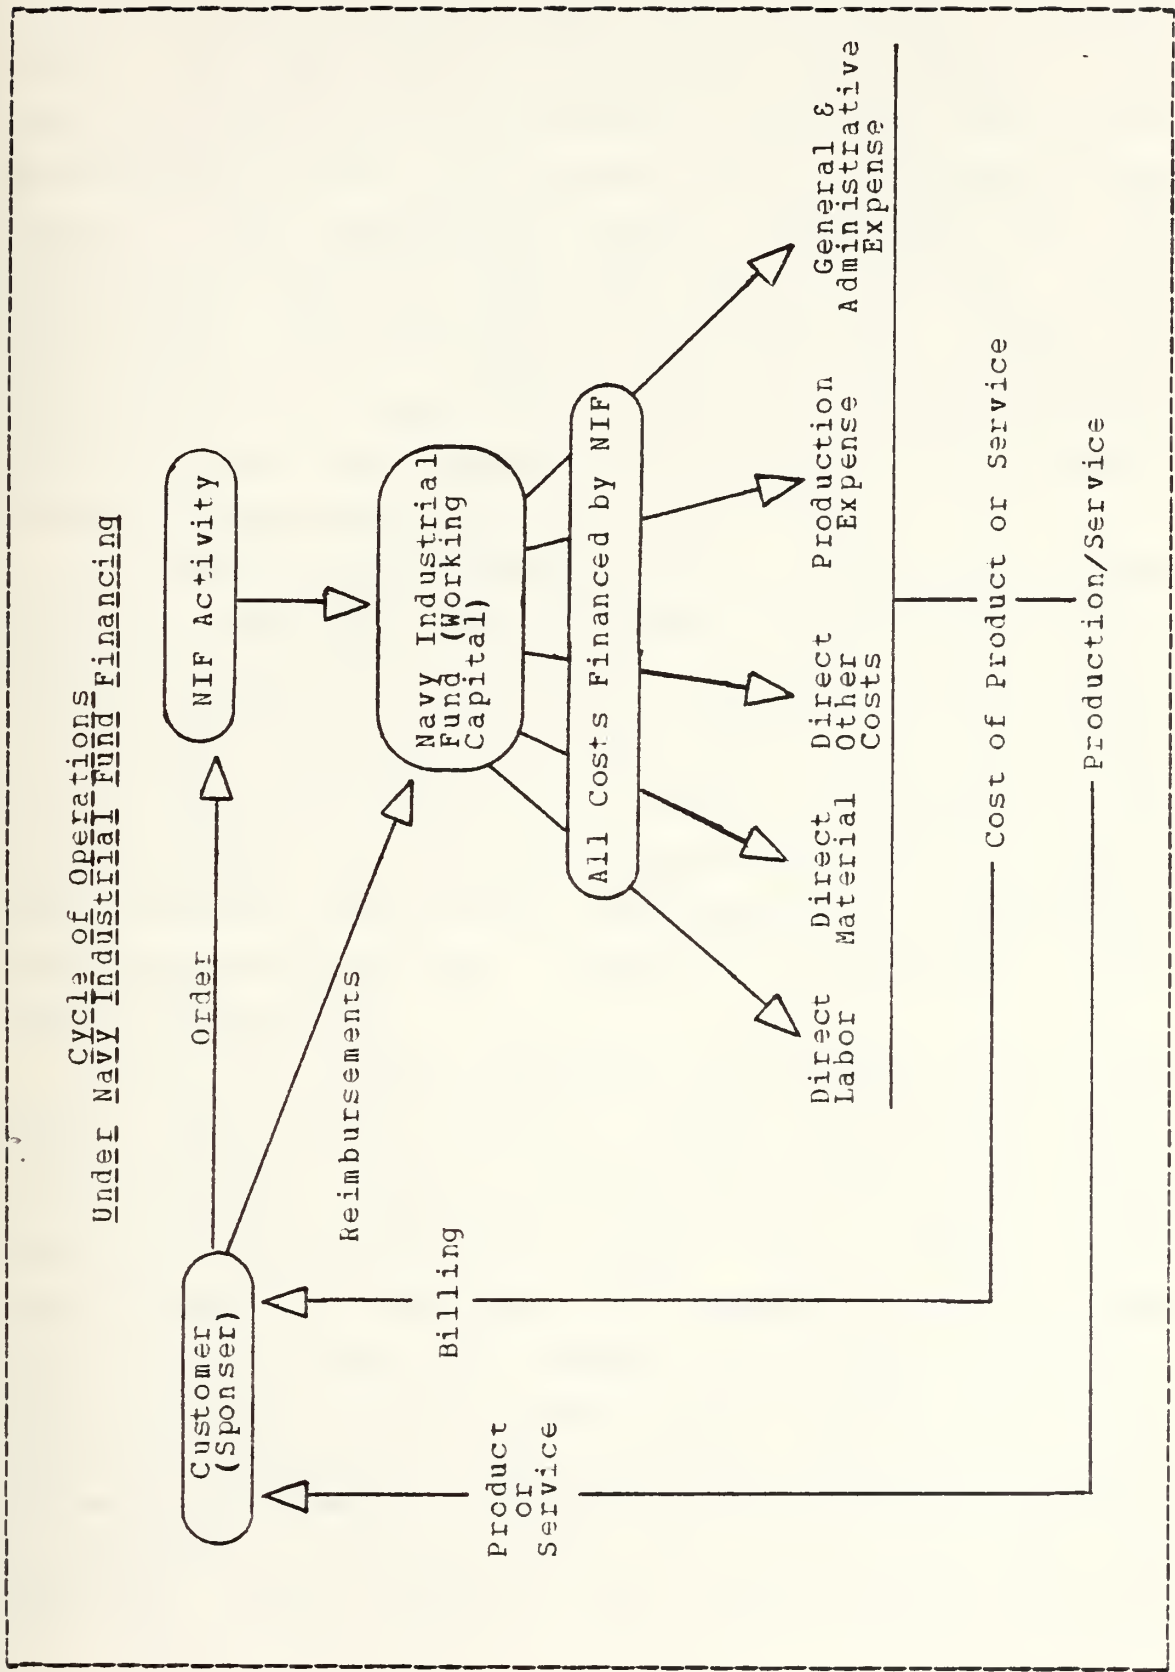 Cycle of Operations
Under Navy Industrial Fund Financing
Customer
(Sponser)
Order
NIF Activity
Reimbursements
Navy Industrial
Fund (Working
Capital)
All Costs Financed by NIF
Direct
Labor
Direct
Material
Direct
Other
Costs
Production
Expense
General &
Administrative
Expense
Billing
Cost of Product or Service
Product
or
Service
Production/Service